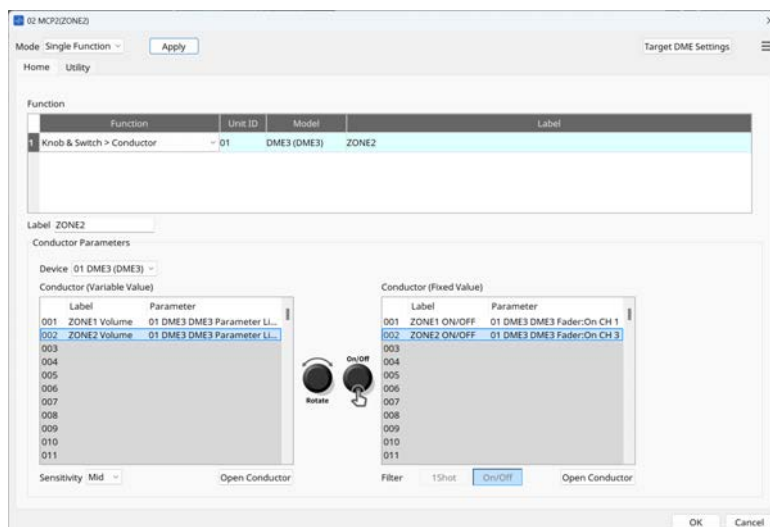 02 MCP2(ZONE2)
Mode Single Function Apply Target DME Settings
Home Utility
Function
Function Unit ID Model Label
1 Knob & Switch > Conductor 01 DME3 (DME3) ZONE2
Label ZONE2
Conductor Parameters
Device 01 DME3 (DME3)
Conductor (Variable Value) Conductor (Fixed Value)
Label Parameter Label Parameter
001 ZONE1 Volume 01 DME3 DME3 Parameter Li... 001 ZONE1 ON/OFF 01 DME3 DME3 Fader:On CH 1
002 ZONE2 Volume 01 DME3 DME3 Parameter Li... 002 ZONE2 ON/OFF 01 DME3 DME3 Fader:On CH 3
003 003
004 On/Off 004
005 005
006 006
007 Rotate 007
008 008
009 009
010 010
011 011
Sensitivity Mid Open Conductor Filter 1Shot On/Off Open Conductor
OK Cancel